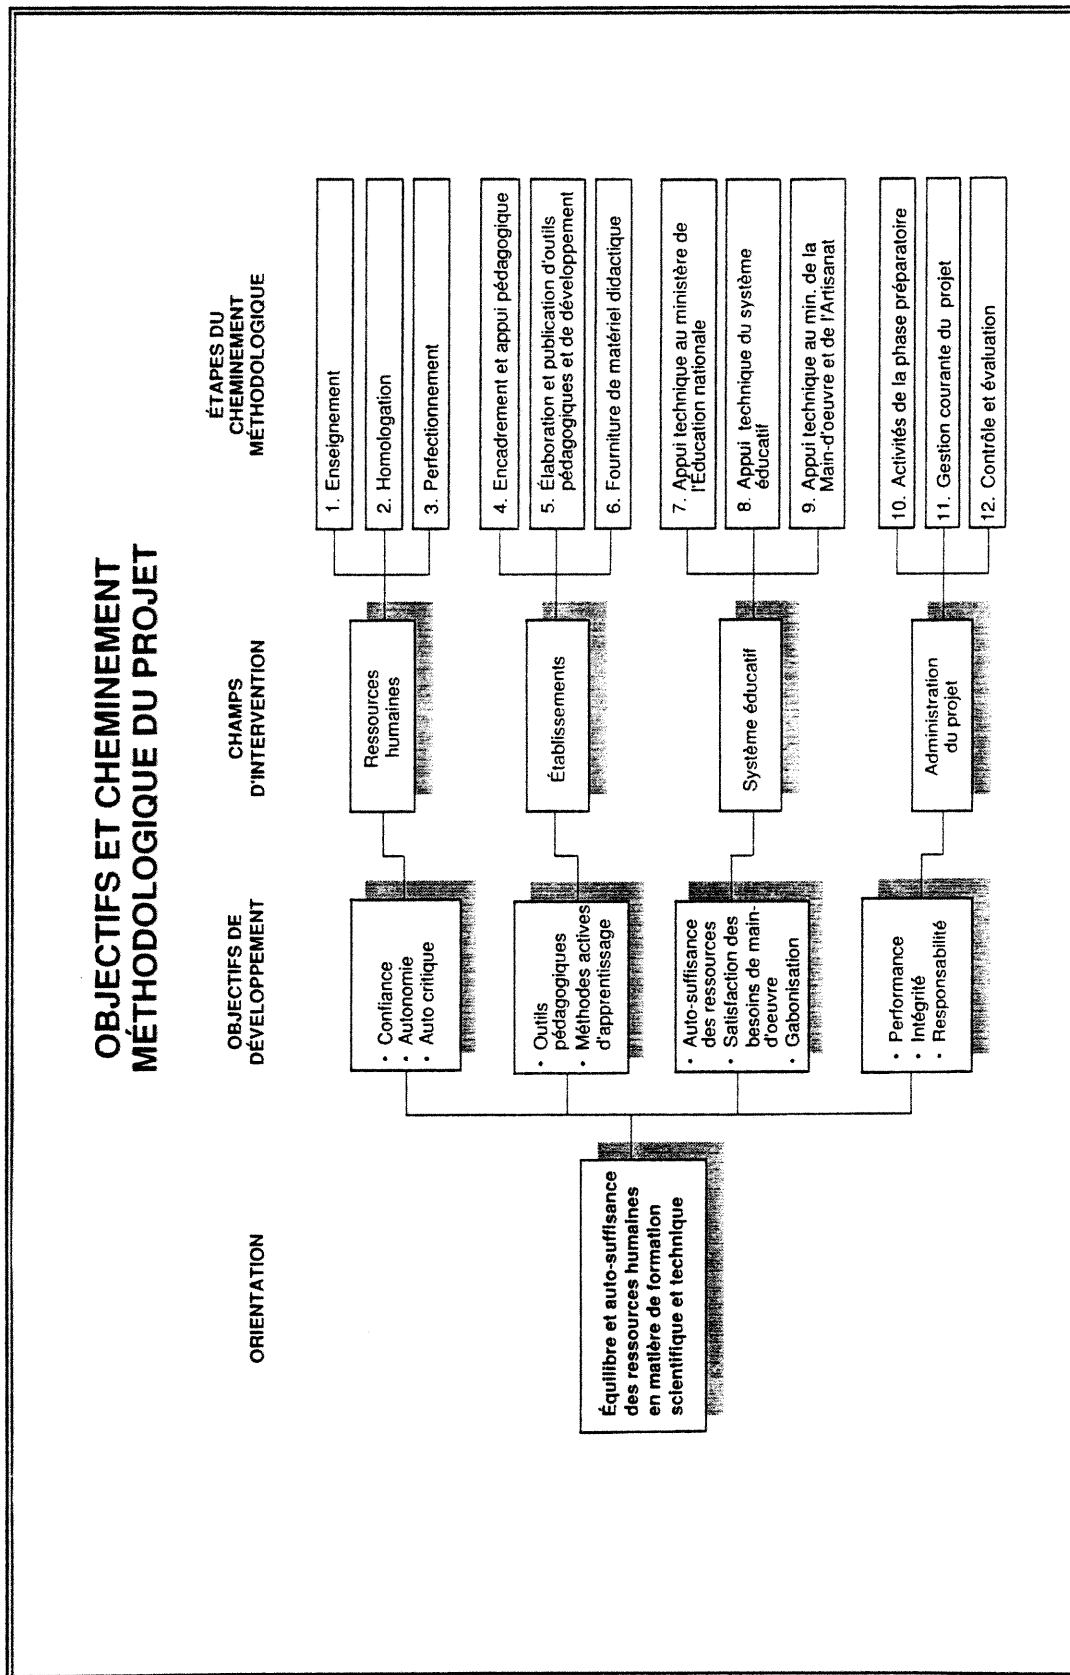 OBJECTIFS ET CHEMINEMENT
MÉTHODOLOGIQUE DU PROJET
ORIENTATION
OBJECTIFS DE
DÉVELOPPEMENT
CHAMPS
D'INTERVENTION
ÉTAPES DU
CHEMINEMENT
MÉTHODOLOGIQUE
Équilibre et auto-suffisance
des ressources humaines
en matière de formation
scientifique et technique
• Confiance
• Autonomie
• Auto critique
Ressources
humaines
1. Enseignement
2. Homologation
3. Perfectionnement
• Outils
pédagogiques
• Méthodes actives
d'apprentissage
Établissements
4. Encadrement et appui pédagogique
5. Élaboration et publication d'outils
pédagogiques et de développement
6. Fourniture de matériel didactique
• Auto-suffisance
des ressources
• Satisfaction des
besoins de main-
d'oeuvre
• Gabonisation
Système éducatif
7. Appui technique au ministère de
l'Éducation nationale
8. Appui technique du système
éducatif
9. Appui technique au min. de la
Main-d'oeuvre et de l'Artisanat
• Performance
• Intégrité
• Responsabilité
Administration
du projet
10. Activités de la phase préparatoire
11. Gestion courante du projet
12. Contrôle et évaluation